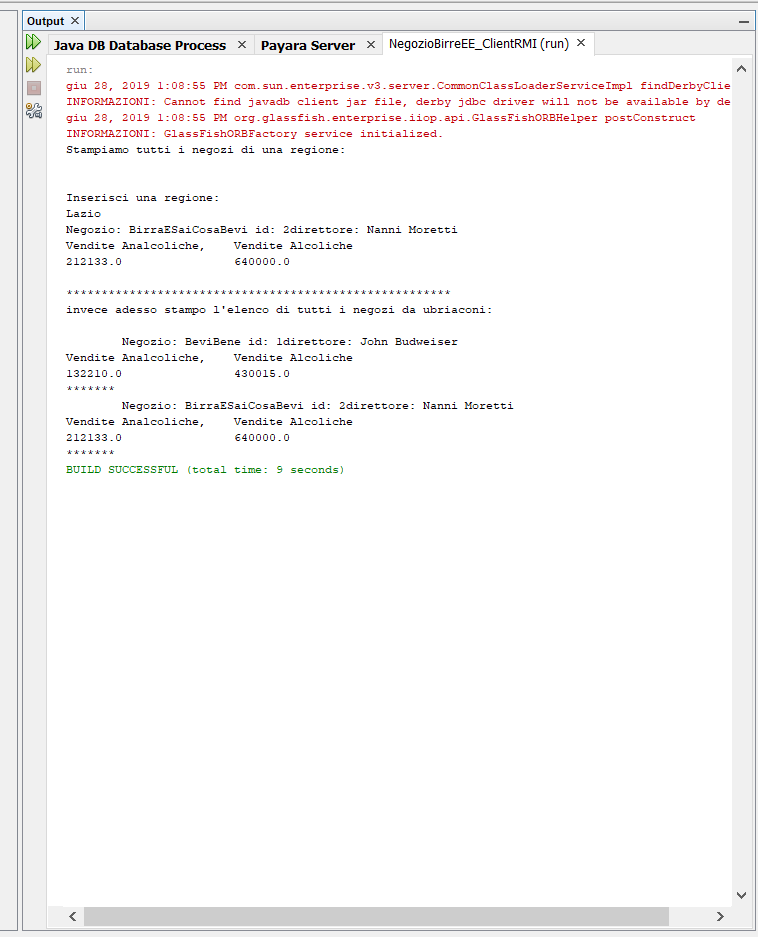 Output
Java DB Database Process
Payara Server
NegozioBirreEE_ClientRMI (run)
run:
giu 28, 2019 1:08:55 PM com.sun.enterprise.v3.server.CommonClassLoaderServiceImpl findDerbyClie
INFORMAZIONI: Cannot find javadb client jar file, derby jdbc driver will not be available by de
giu 28, 2019 1:08:55 PM org.glassfish.enterprise.iiop.api.GlassFishORBHelper postConstruct
INFORMAZIONI: GlassFishORBFactory service initialized.
Stampiamo tutti i negozi di una regione:
Inserisci una regione:
Lazio
Negozio: BirraESaiCosaBevi id: 2direttore: Nanni Moretti
Vendite Analcoliche,    Vendite Alcoliche
212133.0                640000.0
*******************************************************
invece adesso stampo l'elenco di tutti i negozi da ubriaconi:
Negozio: BeviBene id: 1direttore: John Budweiser
Vendite Analcoliche,    Vendite Alcoliche
132210.0                430015.0
*******
Negozio: BirraESaiCosaBevi id: 2direttore: Nanni Moretti
Vendite Analcoliche,    Vendite Alcoliche
212133.0                640000.0
*******
BUILD SUCCESSFUL (total time: 9 seconds)